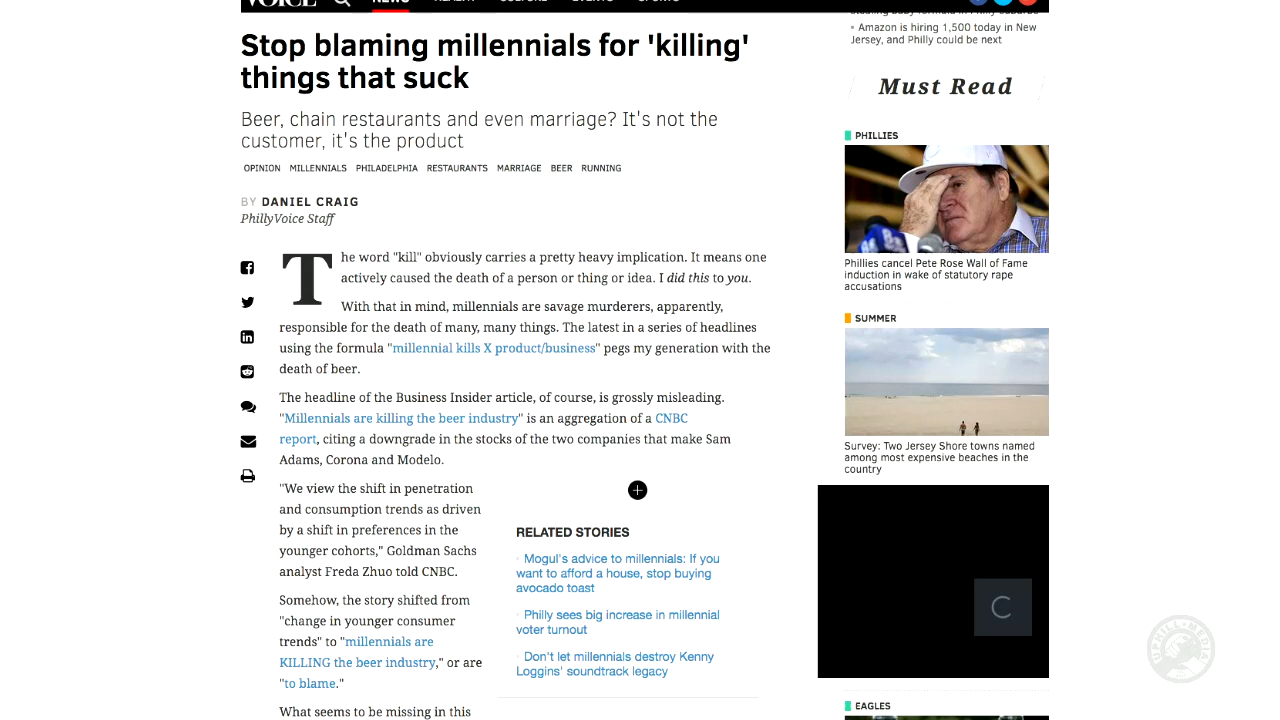 VOICE
NEWS
HEALTH
CULTURE
EVENTS
SPORTS
Stop blaming millennials for 'killing'
things that suck
Beer, chain restaurants and even marriage? It's not the
customer, it's the product
OPINION MILLENNIALS PHILADELPHIA RESTAURANTS MARRIAGE BEER RUNNING
BY DANIEL CRAIG
PhillyVoice Staff
The word "kill" obviously carries a pretty heavy implication. It means one
actively caused the death of a person or thing or idea. I did this to you.
With that in mind, millennials are savage murderers, apparently,
responsible for the death of many, many things. The latest in a series of headlines
using the formula "millennial kills X product/business" pegs my generation with the
death of beer.
The headline of the Business Insider article, of course, is grossly misleading.
"Millennials are killing the beer industry" is an aggregation of a CNBC
report, citing a downgrade in the stocks of the two companies that make Sam
Adams, Corona and Modelo.
"We view the shift in penetration
and consumption trends as driven
by a shift in preferences in the
younger cohorts," Goldman Sachs
analyst Freda Zhuo told CNBC.
Somehow, the story shifted from
"change in younger consumer
trends" to "millennials are
KILLING the beer industry," or are
"to blame."
What seems to be missing in this
RELATED STORIES
Mogul's advice to millennials: If you
want to afford a house, stop buying
avocado toast
Philly sees big increase in millennial
voter turnout
Don't let millennials destroy Kenny
Loggins' soundtrack legacy
Amazon is hiring 1,500 today in New
Jersey, and Philly could be next
Must Read
PHILLIES
Phillies cancel Pete Rose Wall of Fame
induction in wake of statutory rape
accusations
SUMMER
Survey: Two Jersey Shore towns named
among most expensive beaches in the
country
EAGLES
UPHILL MEDIA